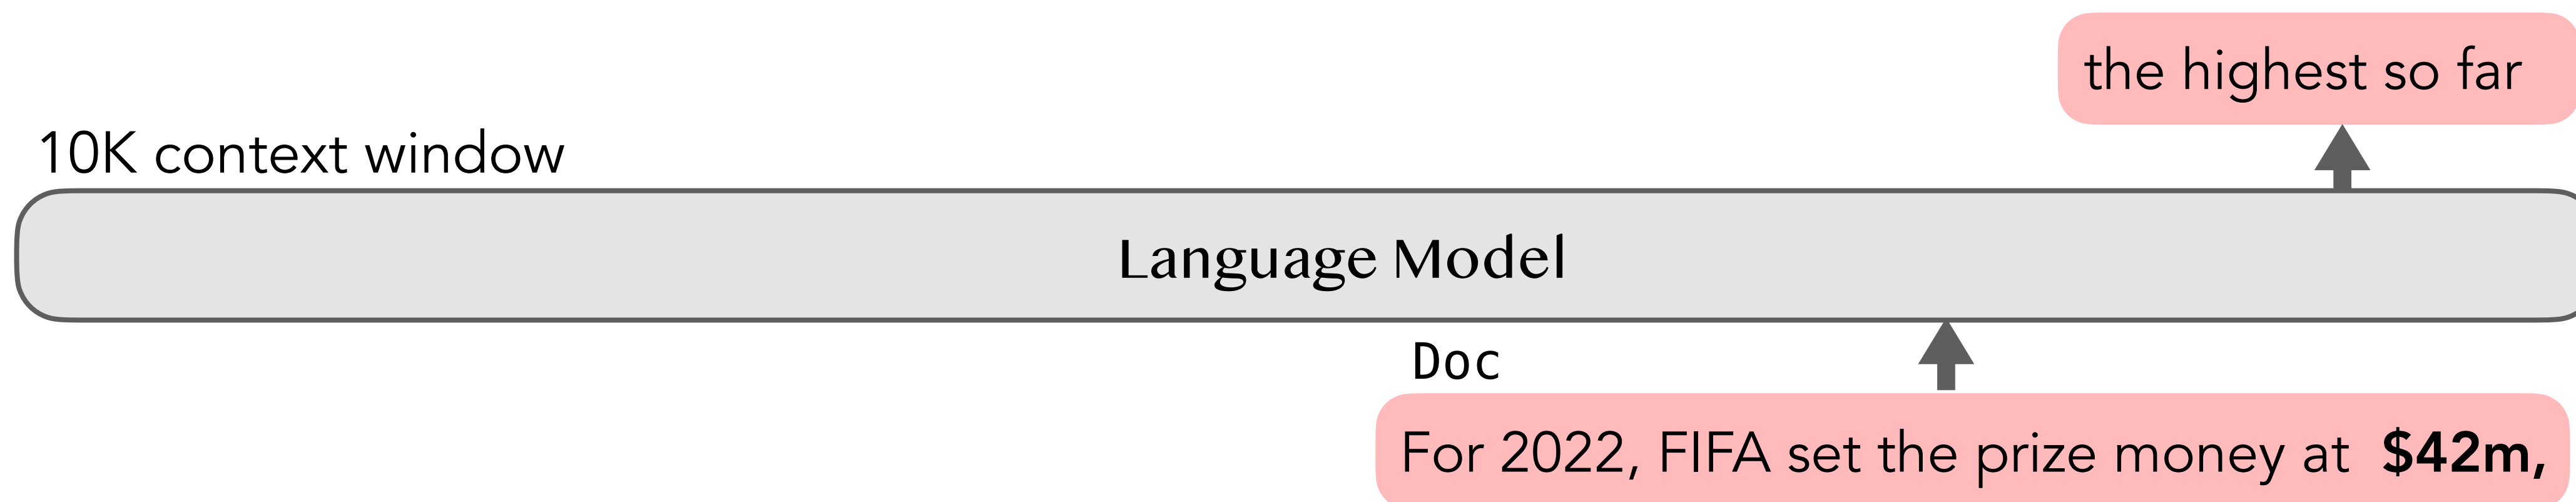 the highest so far
10K context window
Language Model
Doc
For 2022, FIFA set the prize money at $42m,